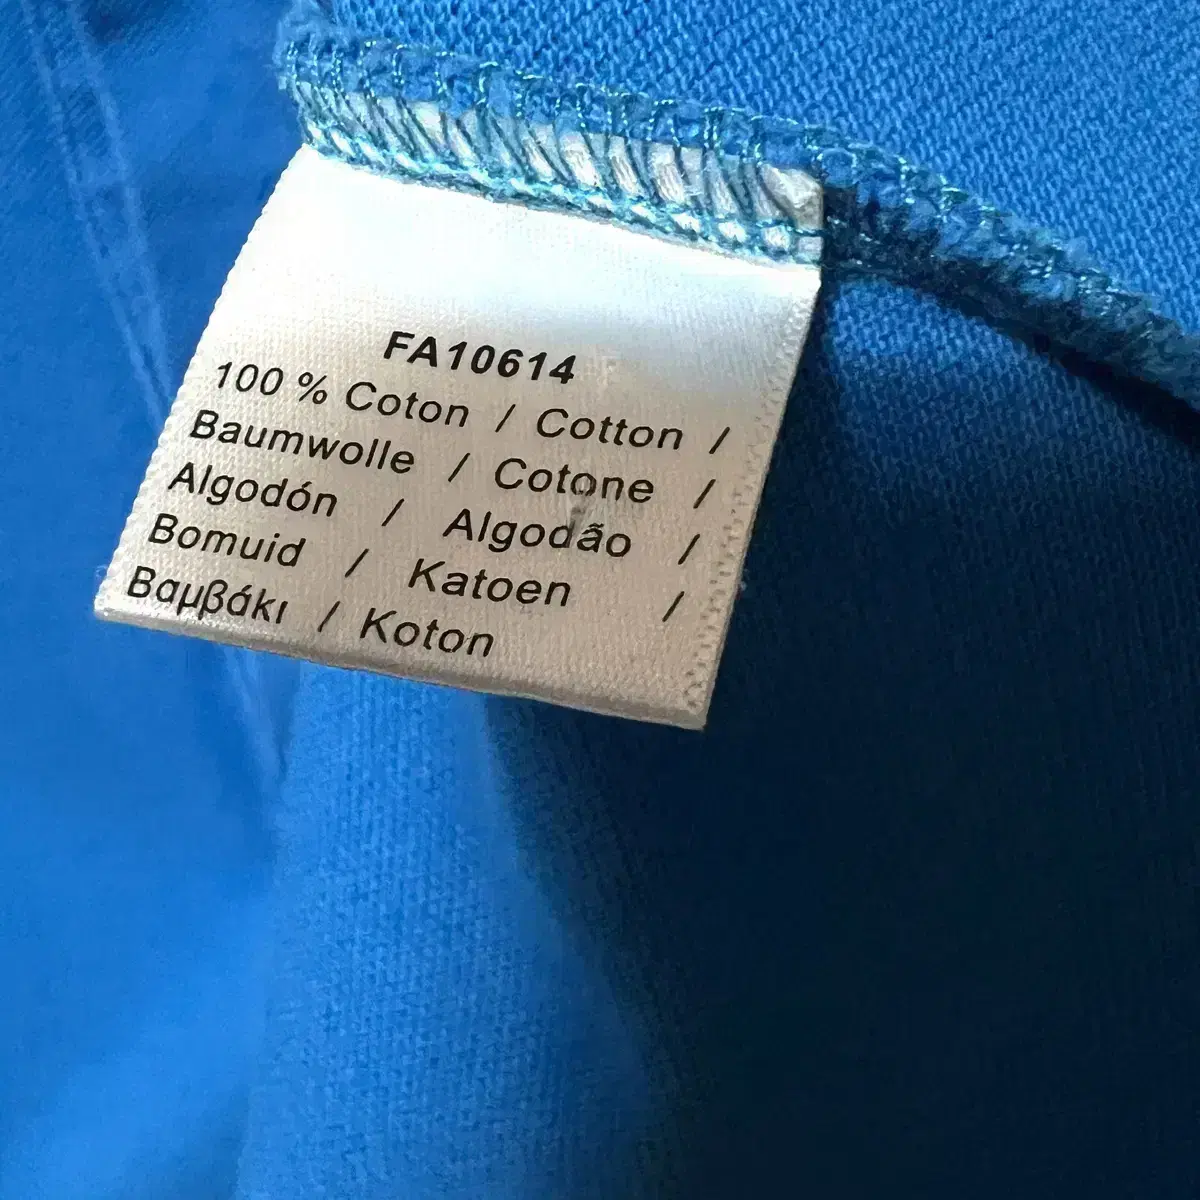 FA10614
100 % Coton / Cotton /
Baumwolle / Cotone /
Algodón / Algodão /
Bomuid / Katoen /
Βαμβάκι / Koton